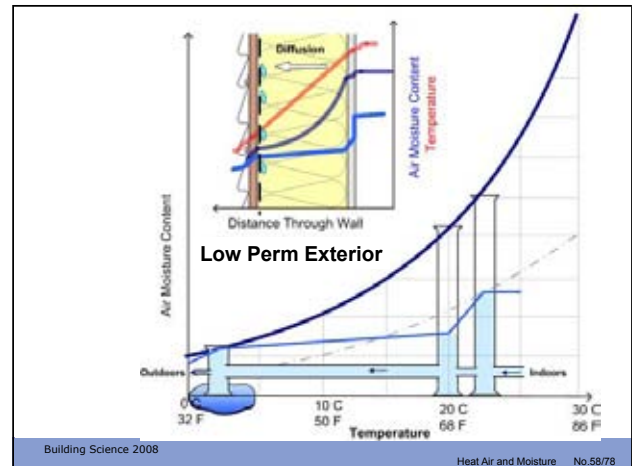 Diffusion
Air Moisture Content
Temperature
Distance Through Wall
Low Perm Exterior
Air Moisture Content
Outdoors
Indoors
0 C
32 F
10 C
50 F
20 C
68 F
30 C
86 F
Temperature
Building Science 2008
Heat Air and Moisture No.58/78